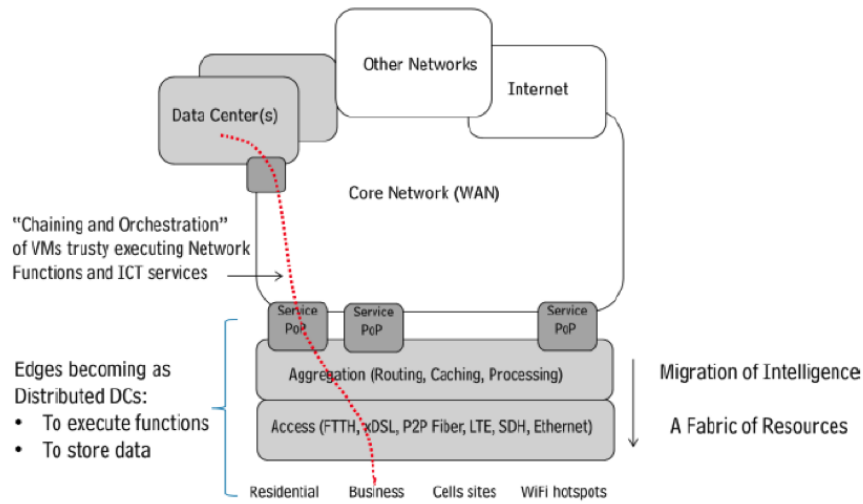 Other Networks
Internet
Data Center(s)
Core Network (WAN)
"Chaining and Orchestration"
of VMs trusty executing Network
Functions and ICT services
Service
PoP
Service
PoP
Service
PoP
Edges becoming as
Distributed DCs:
• To execute functions
• To store data
Aggregation (Routing, Caching, Processing)
Access (FTTH, xDSL, P2P Fiber, LTE, SDH, Ethernet)
Migration of Intelligence
A Fabric of Resources
Residential Business Cells sites WiFi hotspots